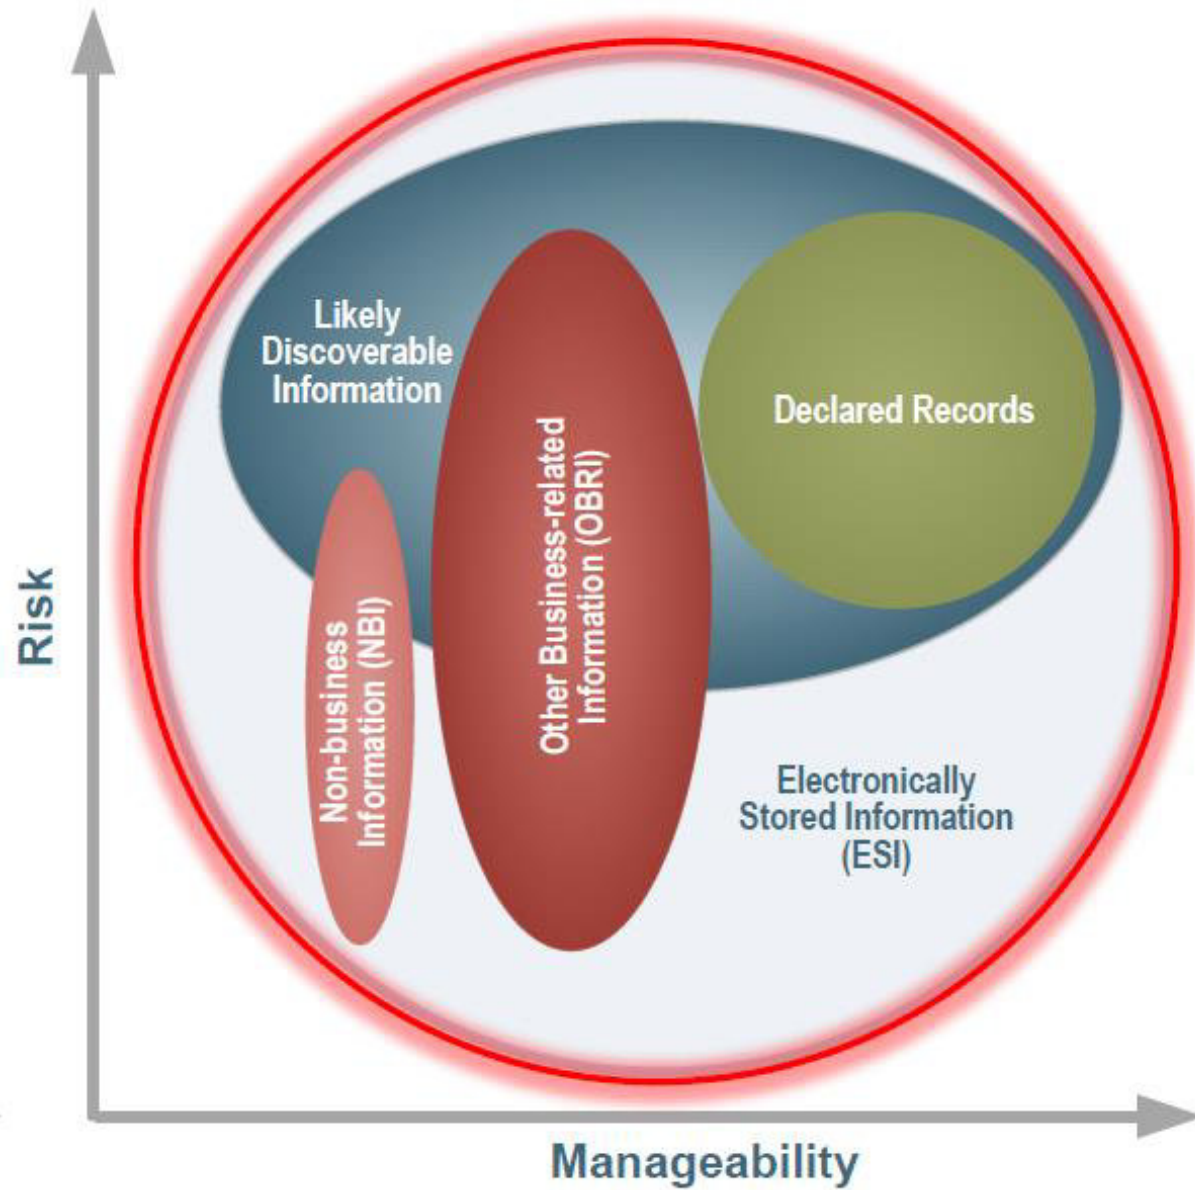 Risk
Likely
Discoverable
Information
Declared Records
Non-business
Information (NBI)
Other Business-related
Information (OBRI)
Electronically
Stored Information
(ESI)
Manageability